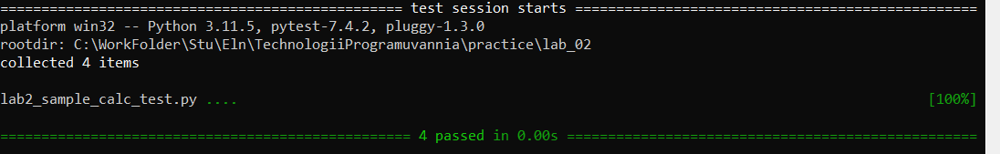 ================================================= test session starts =================================================
platform win32 -- Python 3.11.5, pytest-7.4.2, pluggy-1.3.0
rootdir: C:\WorkFolder\Stu\Eln\TechnologiiProgramuvannia\practice\lab_02
collected 4 items
lab2_sample_calc_test.py .... [100%]
================================================== 4 passed in 0.00s ==================================================